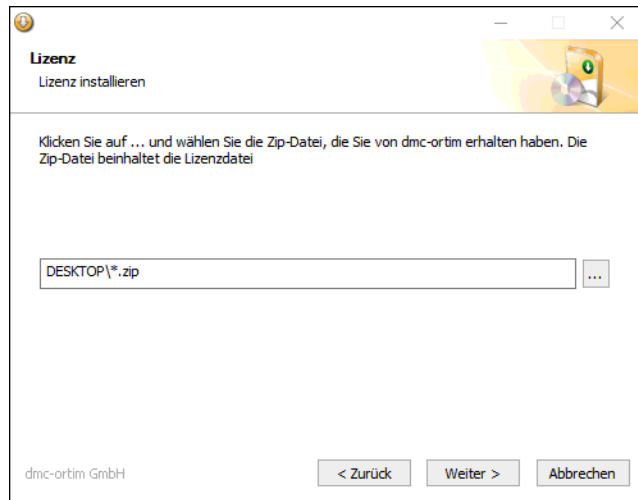 Lizenz
Lizenz installieren
Klicken Sie auf ... und wählen Sie die Zip-Datei, die Sie von dmc-ortim erhalten haben. Die
Zip-Datei beinhaltet die Lizenzdatei
DESKTOP\*.zip
...
dmc-ortim GmbH
< Zurück
Weiter >
Abbrechen